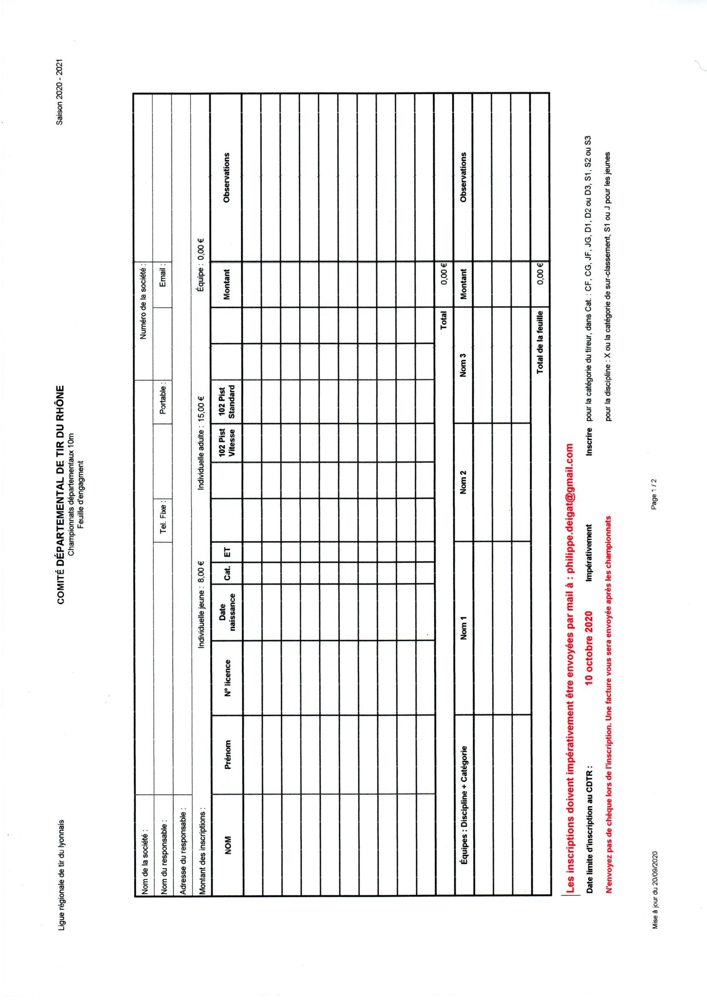 Ligue régionale de tir du lyonnais
COMITÉ DÉPARTEMENTAL DE TIR DU RHÔNE
Saison 2020 - 2021
Championnats départementaux 10m
Feuille d'engagment
Nom de la société :
Numéro de la société :
Nom du responsable :
Tel. Fixe :
Portable :
Email :
Adresse du responsable :
Montant des inscriptions :
Individuelle jeune : 8,00 €
Individuelle adulte : 15,00 €
Équipe : 0,00 €
NOM
Prénom
N° licence
Date
naissance
Cat.
ET
102 Pist
Vitesse
102 Pist
Standard
Montant
Observations
Total
0,00 €
Équipes : Discipline + Catégorie
Nom 1
Nom 2
Nom 3
Montant
Observations
Total de la feuille
0,00 €
Les inscriptions doivent impérativement être envoyées par mail à : philippe.deigat@gmail.com
Date limite d'inscription au CDTR :
10 octobre 2020
Impérativement
Inscrire
pour la catégorie du tireur, dans Cat. : CF, CG, JF, JG, D1, D2 ou D3, S1, S2 ou S3
N'envoyez pas de chèque lors de l'inscription. Une facture vous sera envoyée après les championnats
pour la discipline : X ou la catégorie de sur-classement, S1 ou J pour les jeunes
Mise à jour du 20/09/2020
Page 1 / 2